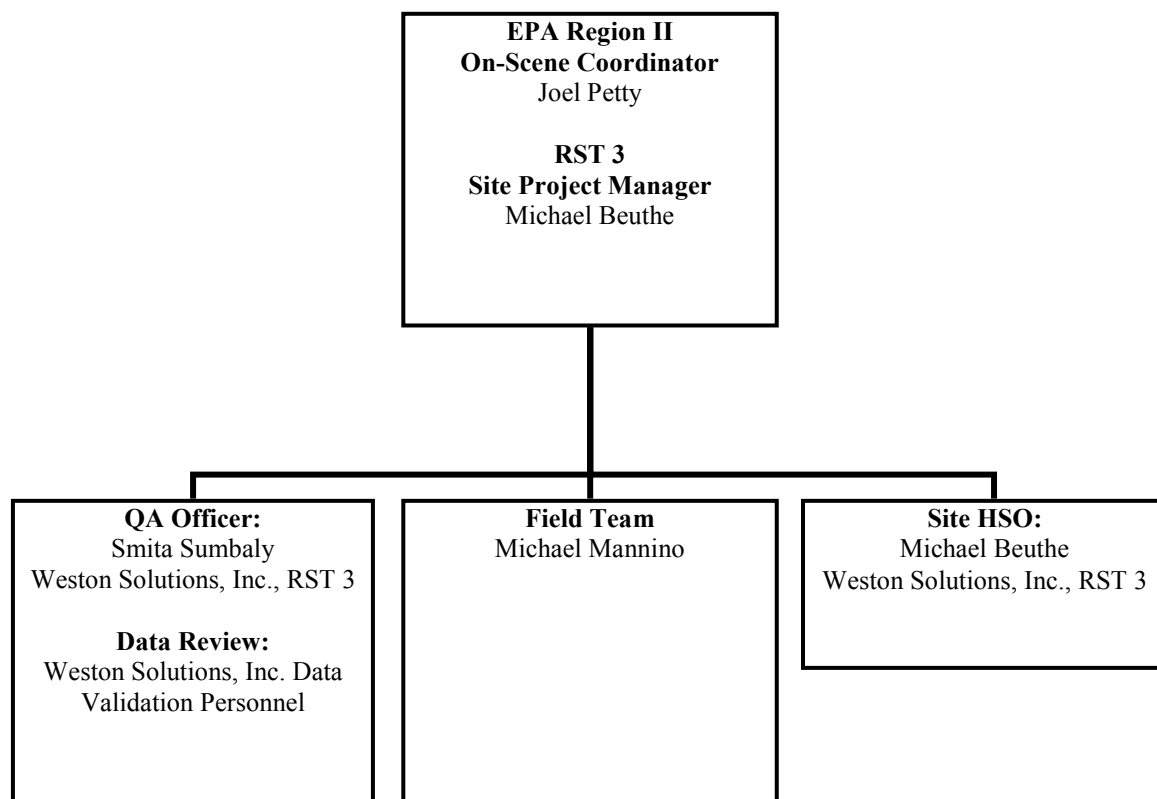 EPA Region II
On-Scene Coordinator
Joel Petty
RST 3
Site Project Manager
Michael Beuthe
QA Officer:
Smita Sumbaly
Weston Solutions, Inc., RST 3
Data Review:
Weston Solutions, Inc. Data
Validation Personnel
Field Team
Michael Mannino
Site HSO:
Michael Beuthe
Weston Solutions, Inc., RST 3